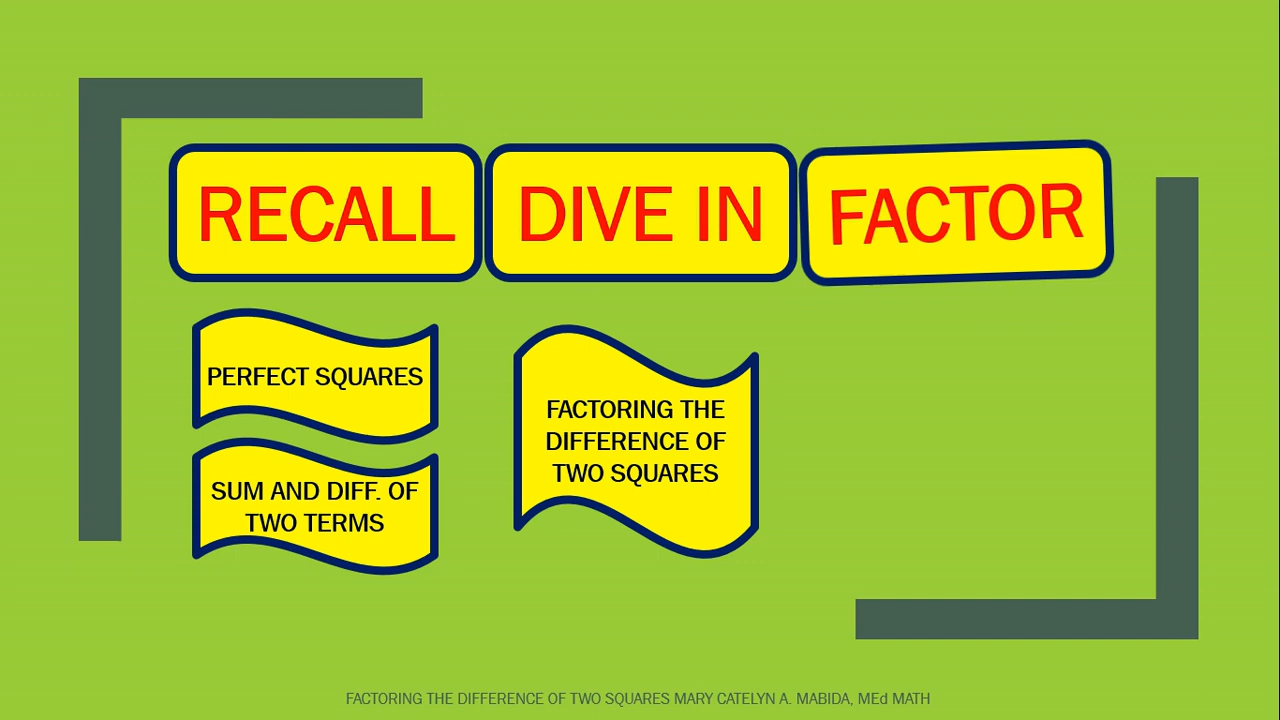 RECALL
DIVE IN
FACTOR
PERFECT SQUARES
SUM AND DIFF. OF
TWO TERMS
FACTORING THE
DIFFERENCE OF
TWO SQUARES
FACTORING THE DIFFERENCE OF TWO SQUARES MARY CATELYN A. MABIDA, MEd MATH